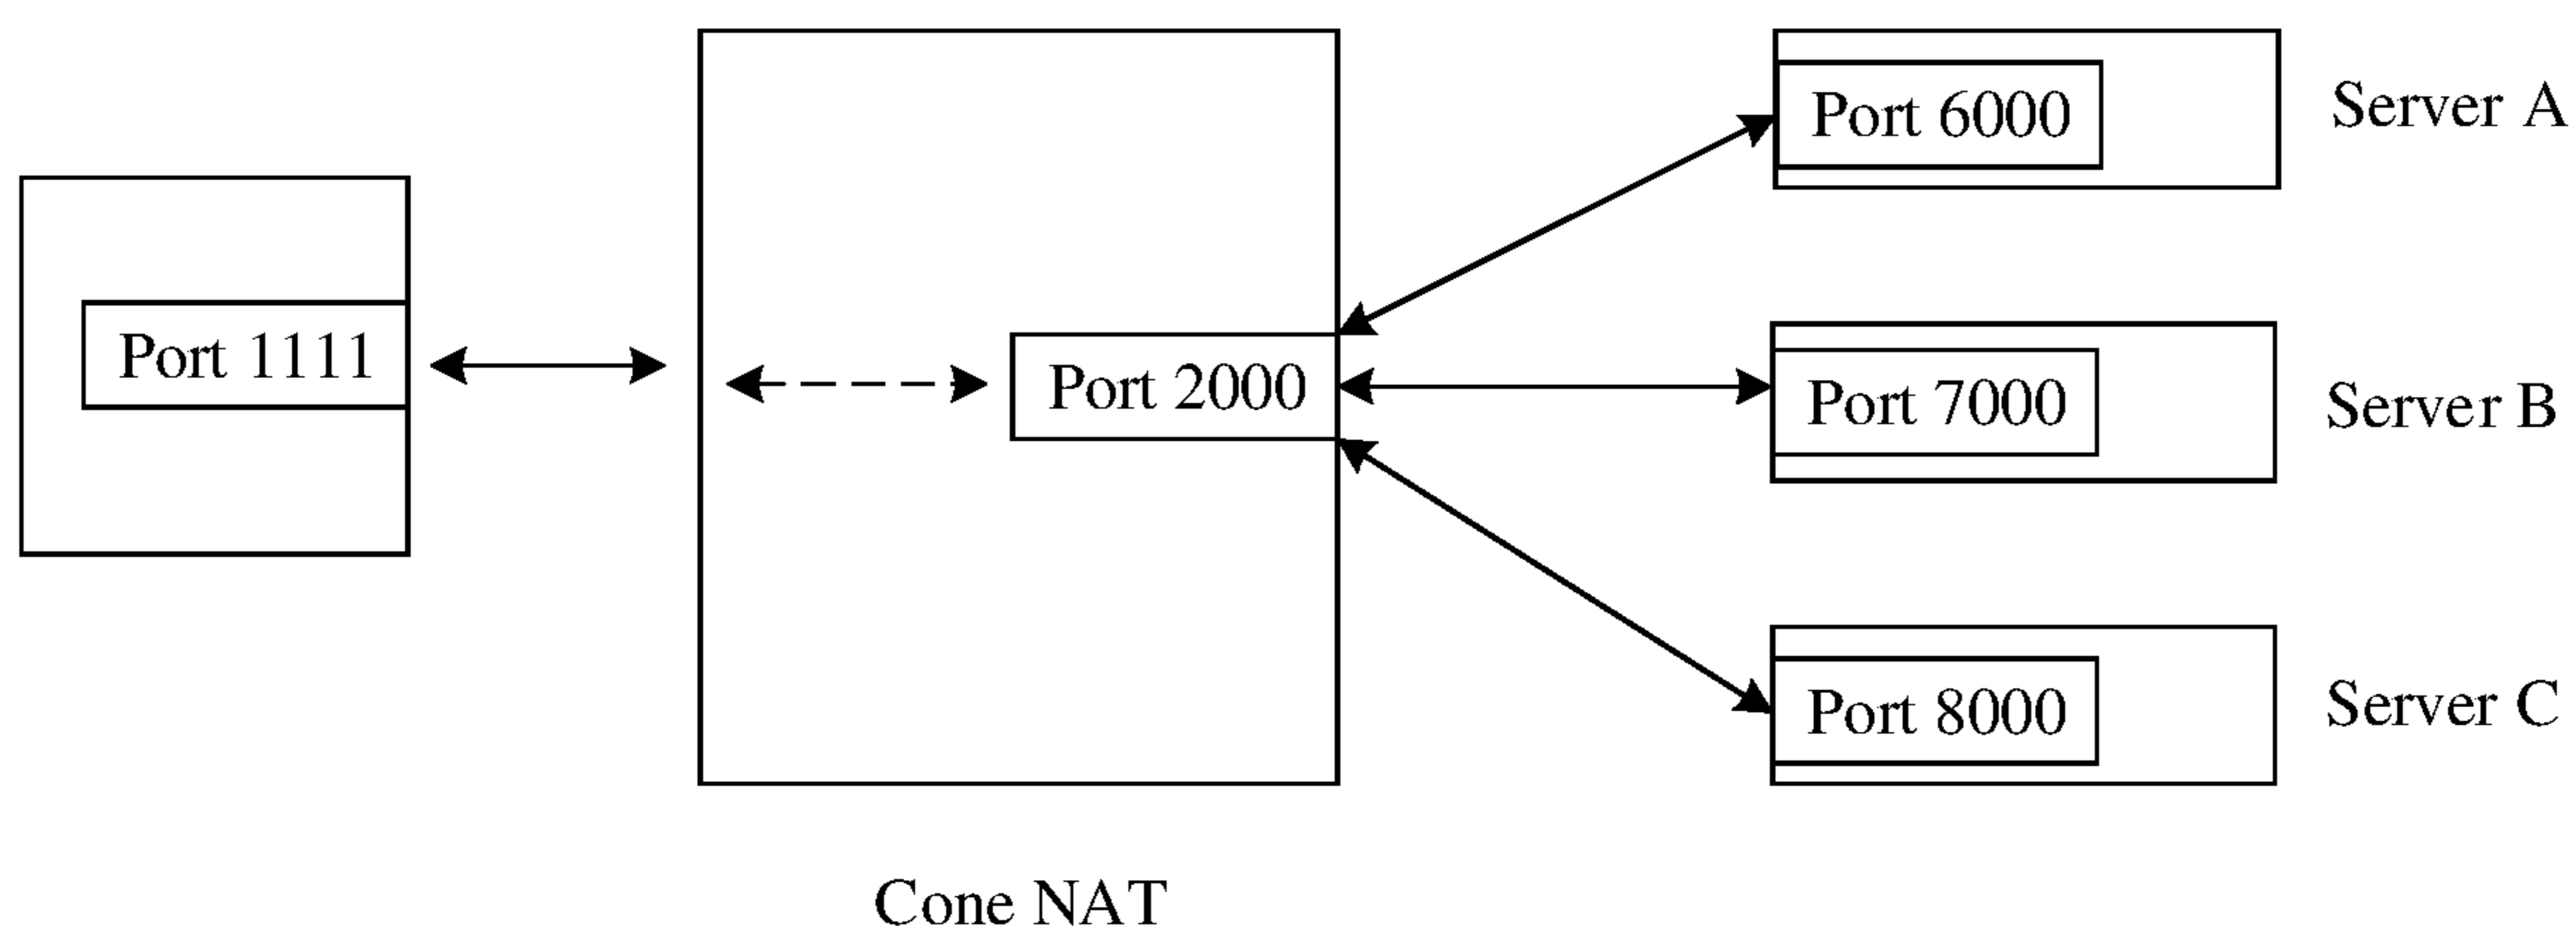 Port 6000
Server A
Port 1111
Port 2000
Port 7000
Server B
Port 8000
Server C
Cone NAT